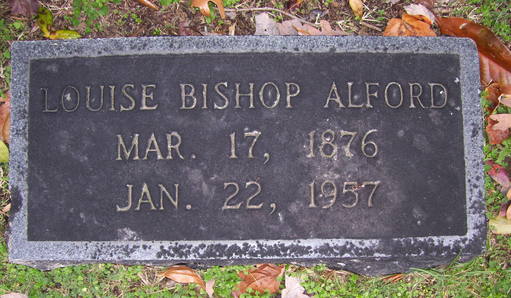 LOUISE BISHOP ALFORD
MAR. 17, 1876
JAN. 22, 1957